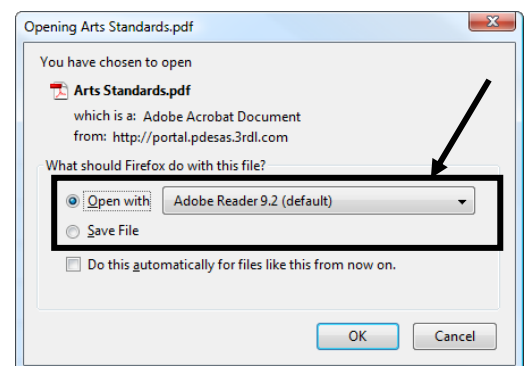 Opening Arts Standards.pdf
You have chosen to open
Arts Standards.pdf
which is a: Adobe Acrobat Document
from: http://portal.pdesas.3rdl.com
What should Firefox do with this file?
Open with Adobe Reader 9.2 (default)
Save File
Do this automatically for files like this from now on.
OK Cancel